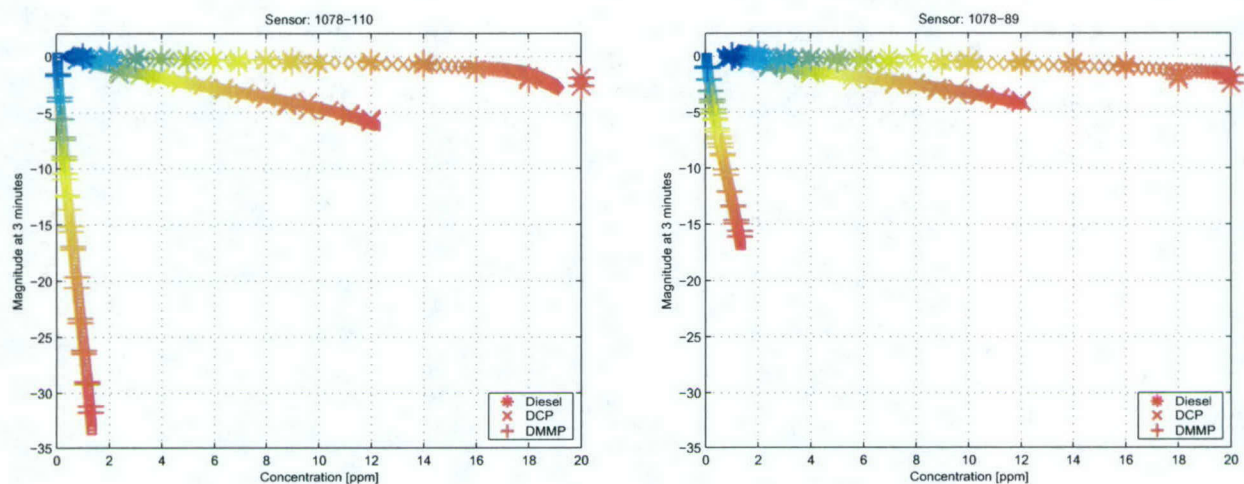 Sensor: 1078-110
0
-5
-10
-15
-20
-25
-30
-35
Magnitude at 3 minutes
0 2 4 6 8 10 12 14 16 18 20
Concentration [ppm]
Diesel
DCP
DMMP
Sensor: 1078-89
0
-5
-10
-15
-20
-25
-30
-35
Magnitude at 3 minutes
0 2 4 6 8 10 12 14 16 18 20
Concentration [ppm]
Diesel
DCP
DMMP